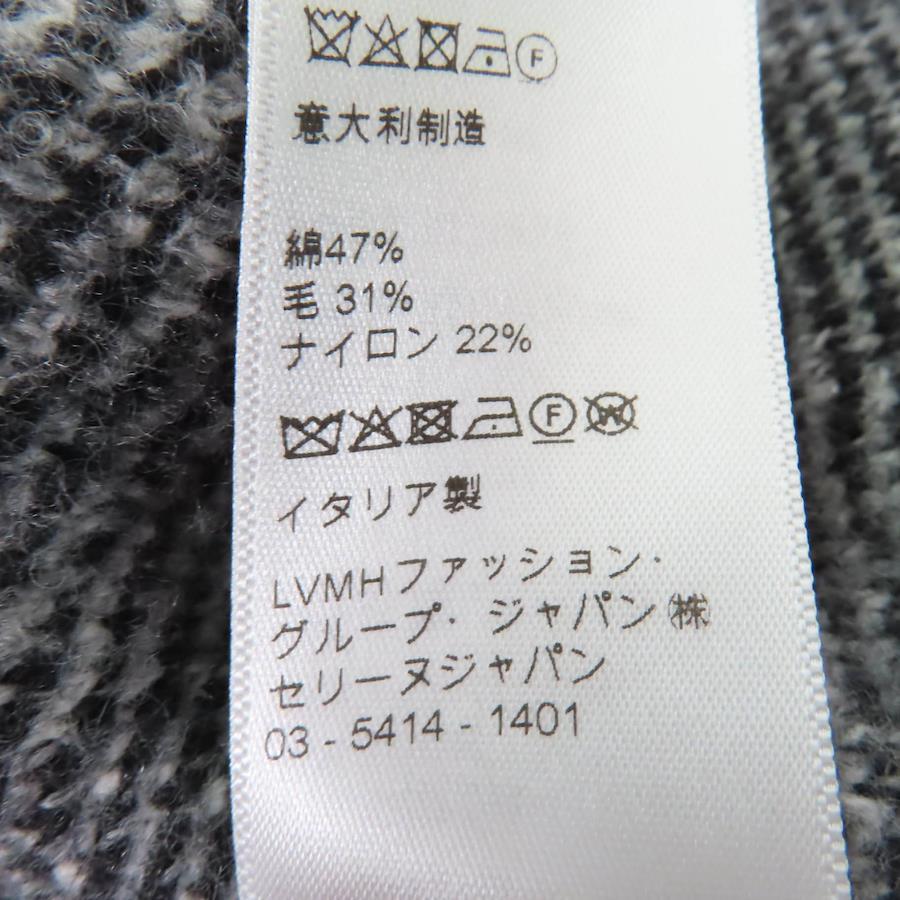 F
意大利制造
綿47%
毛 31%
ナイロン 22%
F W
イタリア製
LVMHファッション・
グループ・ジャパン㈱
セリーヌジャパン
03 - 5414 - 1401